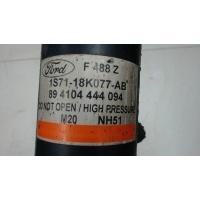 Ford F 488 Z
1S71-18K077-AB
89 4104 444 094
DO NOT OPEN / HIGH PRESSURE
M20 NH51